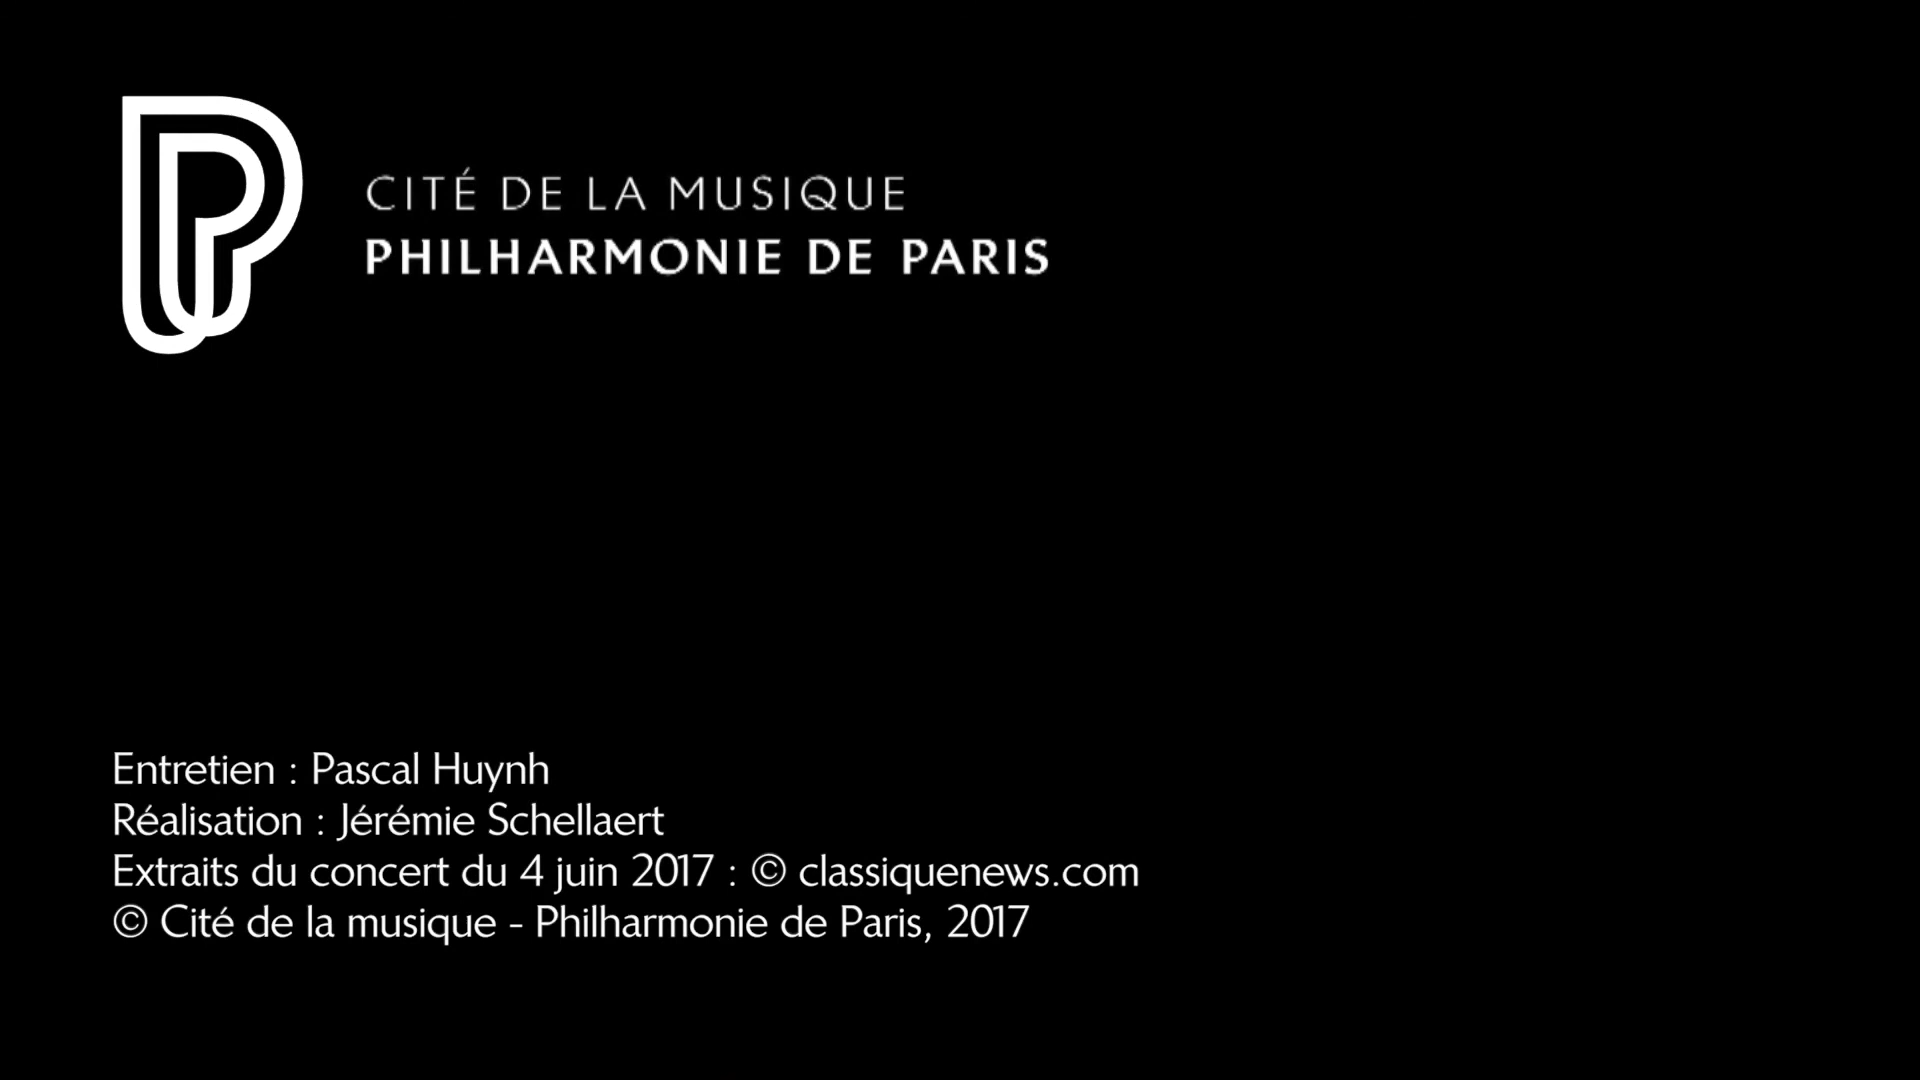 CITÉ DE LA MUSIQUE
PHILHARMONIE DE PARIS
Entretien : Pascal Huynh
Réalisation : Jérémie Schellaert
Extraits du concert du 4 juin 2017 : © classiquenews.com
© Cité de la musique - Philharmonie de Paris, 2017